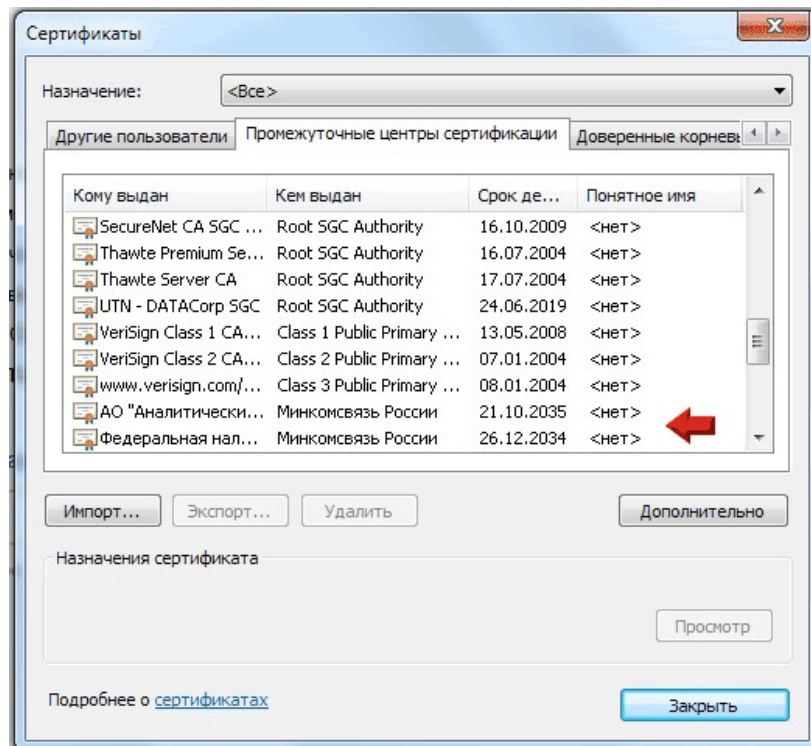 Сертификаты
Назначение: <Все>
Другие пользователи Промежуточные центры сертификации Доверенные корневы
Кому выдан Кем выдан Срок де... Понятное имя
SecureNet CA SGC ... Root SGC Authority 16.10.2009 <нет>
Thawte Premium Se... Root SGC Authority 16.07.2004 <нет>
Thawte Server CA Root SGC Authority 17.07.2004 <нет>
UTN - DATACorp SGC Root SGC Authority 24.06.2019 <нет>
VeriSign Class 1 CA... Class 1 Public Primary ... 13.05.2008 <нет>
VeriSign Class 2 CA... Class 2 Public Primary ... 07.01.2004 <нет>
www.verisign.com/... Class 3 Public Primary ... 08.01.2004 <нет>
АО "Аналитически... Минкомсвязь России 21.10.2035 <нет>
Федеральная нал... Минкомсвязь России 26.12.2034 <нет>
Импорт... Экспорт... Удалить Дополнительно
Назначения сертификата
Просмотр
Подробнее о сертификатах
Закрыть